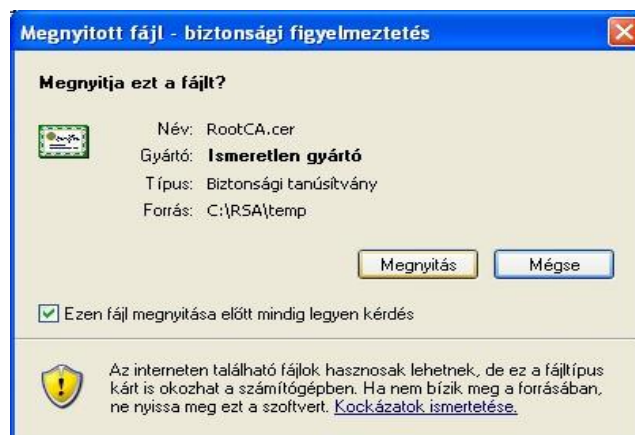 Megnyitott fájl - biztonsági figyelmeztetés
Megnyitja ezt a fájlt?
Név: RootCA.cer
Gyártó: Ismeretlen gyártó
Típus: Biztonsági tanúsítvány
Forrás: C:\RSA\temp
Megnyitás Mégse
Ezen fájl megnyitása előtt mindig legyen kérdés
Az interneten található fájlok hasznosak lehetnek, de ez a fájltípus
kárt is okozhat a számítógépben. Ha nem bízik meg a forrásában,
ne nyissa meg ezt a szoftvert. Kockázatok ismertetése.